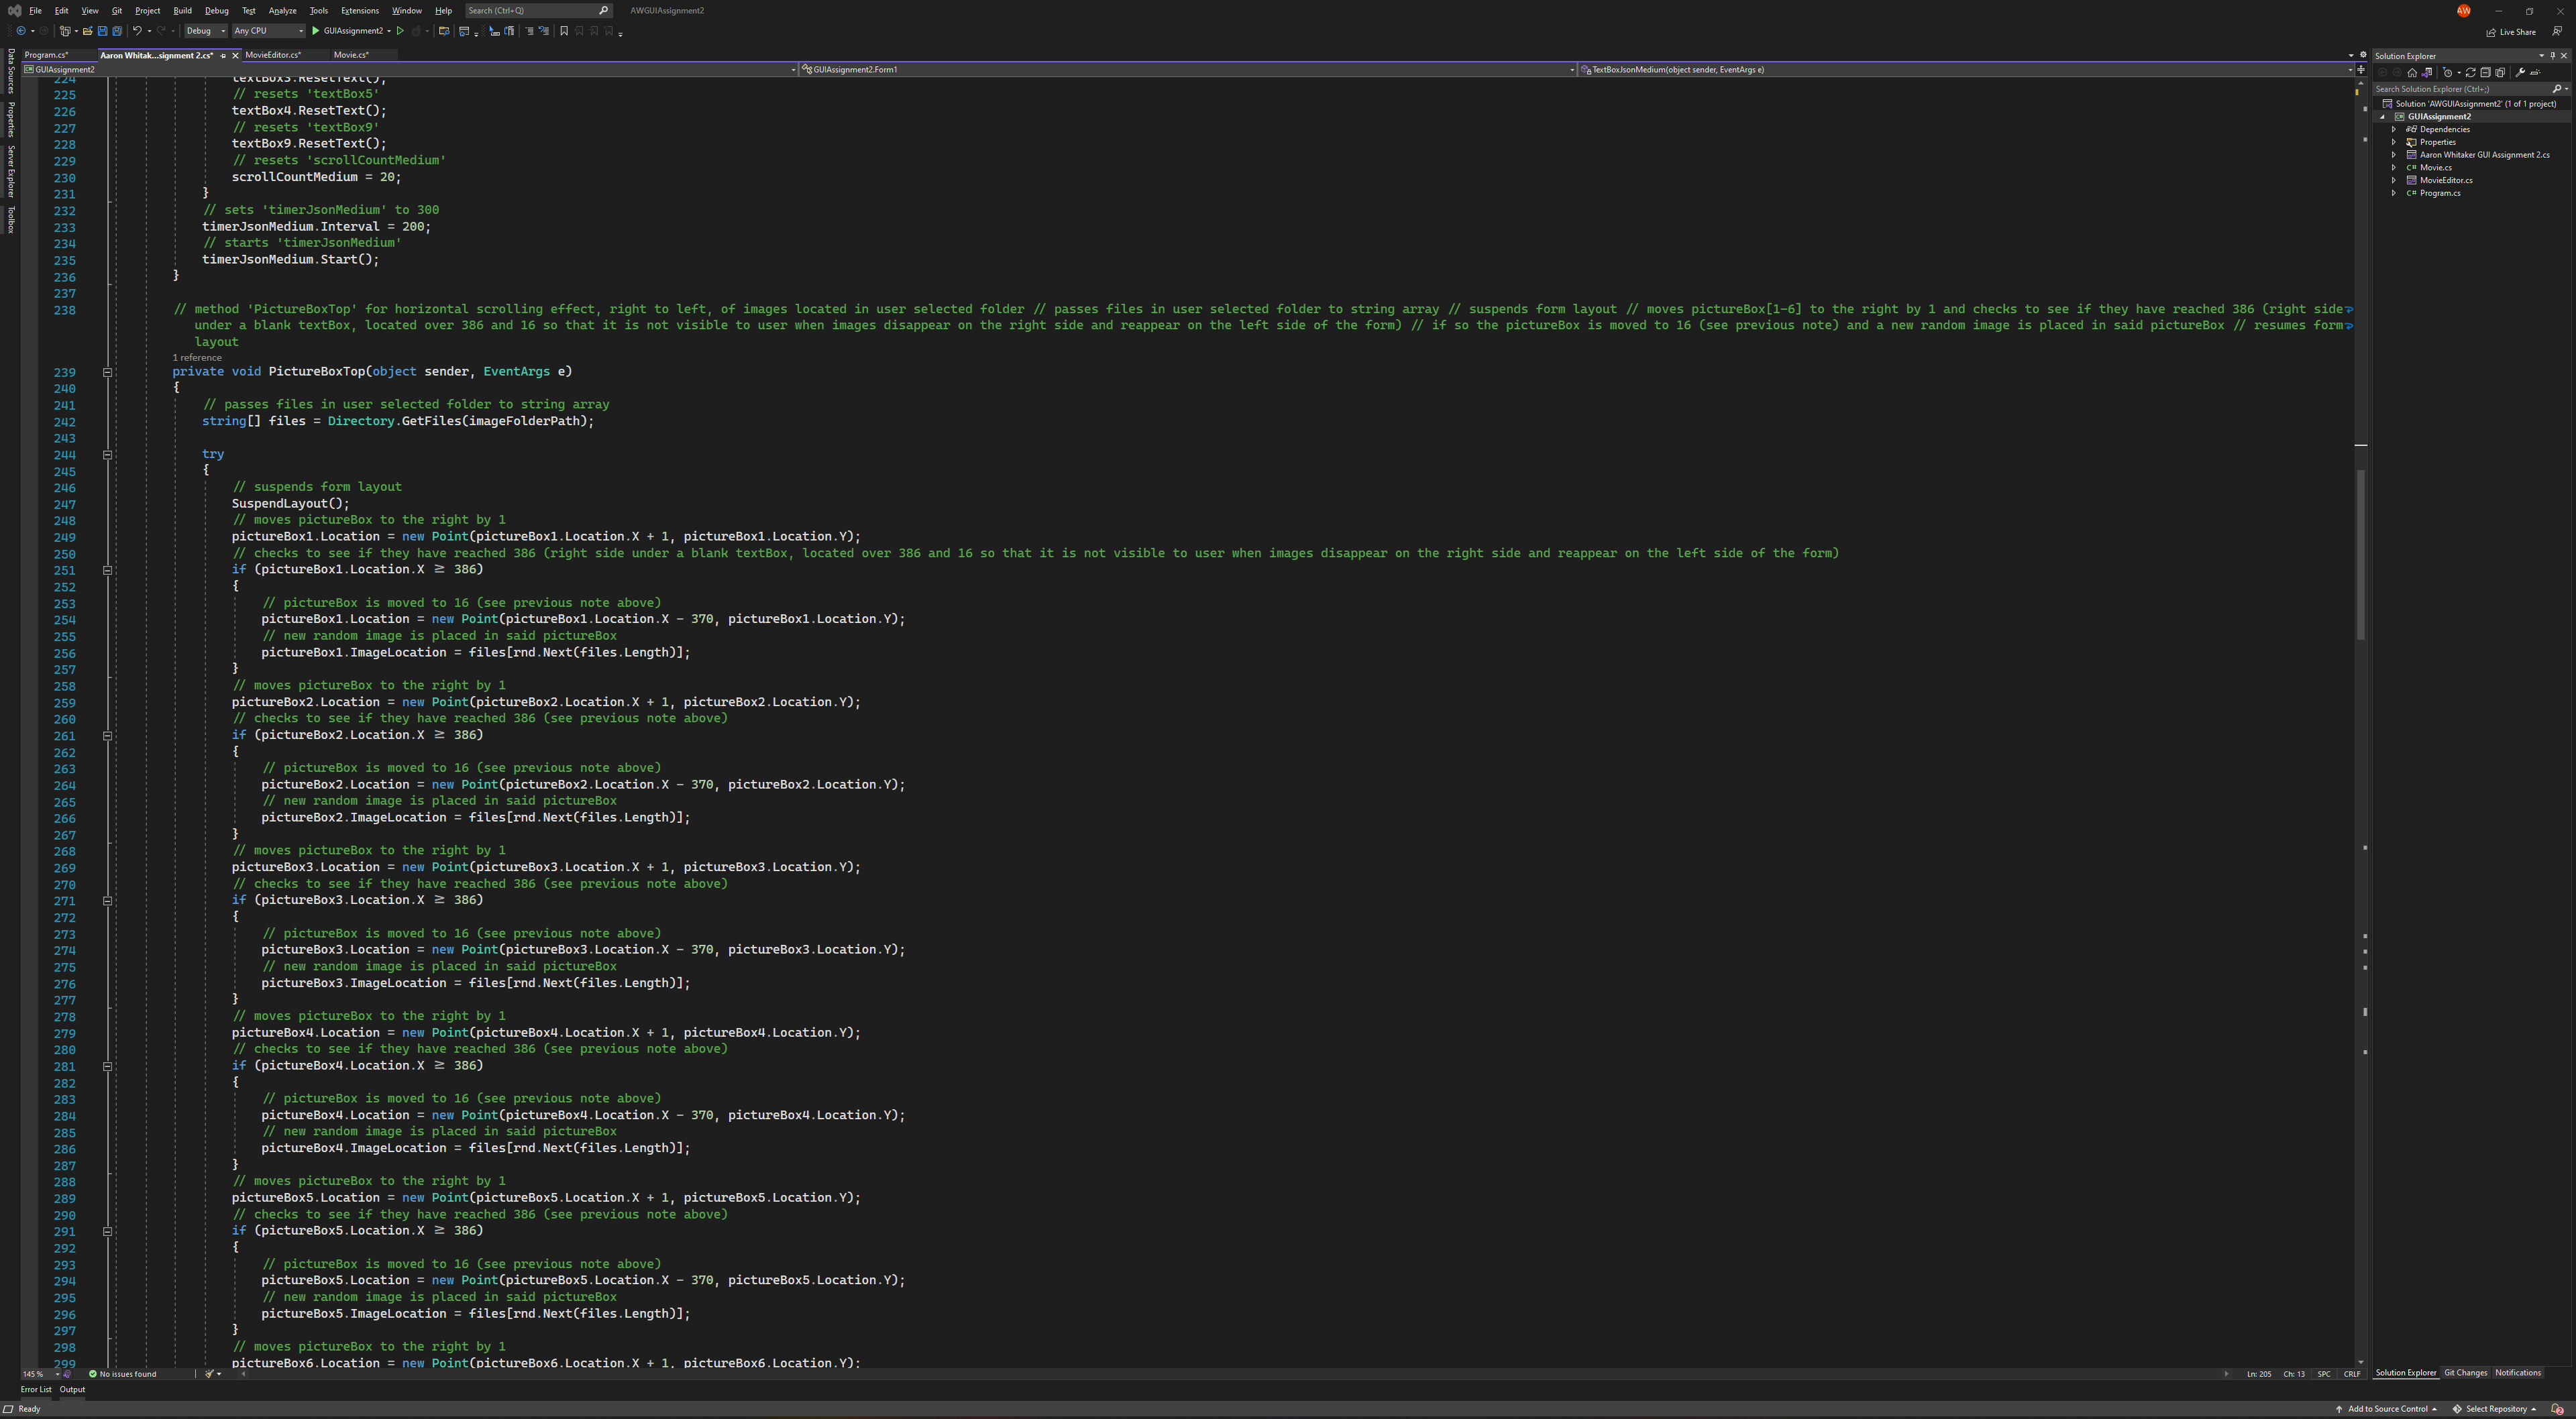 File Edit View Git Project Build Debug Test Analyze Tools Extensions Window Help Search (Ctrl+Q) AWGUIAssignment2 AW
Debug Any CPU GUIAssignment2 Live Share
Program.cs* Aaron Whitak...signment 2.cs* MovieEditor.cs* Movie.cs*
GUIAssignment2 GUIAssignment2.Form1 TextBoxJsonMedium(object sender, EventArgs e)
Data Sources
Properties
Server Explorer
Toolbox
224 textBox3.ResetText();
225 // resets 'textBox5'
226 textBox4.ResetText();
227 // resets 'textBox9'
228 textBox9.ResetText();
229 // resets 'scrollCountMedium'
230 scrollCountMedium = 20;
231 }
232 // sets 'timerJsonMedium' to 300
233 timerJsonMedium.Interval = 200;
234 // starts 'timerJsonMedium'
235 timerJsonMedium.Start();
236 }
237
238 // method 'PictureBoxTop' for horizontal scrolling effect, right to left, of images located in user selected folder // passes files in user selected folder to string array // suspends form layout // moves pictureBox[1-6] to the right by 1 and checks to see if they have reached 386 (right side
under a blank textBox, located over 386 and 16 so that it is not visible to user when images disappear on the right side and reappear on the left side of the form) // if so the pictureBox is moved to 16 (see previous note) and a new random image is placed in said pictureBox // resumes form
layout
1 reference
239 private void PictureBoxTop(object sender, EventArgs e)
240 {
241 // passes files in user selected folder to string array
242 string[] files = Directory.GetFiles(imageFolderPath);
243
244 try
245 {
246 // suspends form layout
247 SuspendLayout();
248 // moves pictureBox to the right by 1
249 pictureBox1.Location = new Point(pictureBox1.Location.X + 1, pictureBox1.Location.Y);
250 // checks to see if they have reached 386 (right side under a blank textBox, located over 386 and 16 so that it is not visible to user when images disappear on the right side and reappear on the left side of the form)
251 if (pictureBox1.Location.X ≥ 386)
252 {
253 // pictureBox is moved to 16 (see previous note above)
254 pictureBox1.Location = new Point(pictureBox1.Location.X - 370, pictureBox1.Location.Y);
255 // new random image is placed in said pictureBox
256 pictureBox1.ImageLocation = files[rnd.Next(files.Length)];
257 }
258 // moves pictureBox to the right by 1
259 pictureBox2.Location = new Point(pictureBox2.Location.X + 1, pictureBox2.Location.Y);
260 // checks to see if they have reached 386 (see previous note above)
261 if (pictureBox2.Location.X ≥ 386)
262 {
263 // pictureBox is moved to 16 (see previous note above)
264 pictureBox2.Location = new Point(pictureBox2.Location.X - 370, pictureBox2.Location.Y);
265 // new random image is placed in said pictureBox
266 pictureBox2.ImageLocation = files[rnd.Next(files.Length)];
267 }
268 // moves pictureBox to the right by 1
269 pictureBox3.Location = new Point(pictureBox3.Location.X + 1, pictureBox3.Location.Y);
270 // checks to see if they have reached 386 (see previous note above)
271 if (pictureBox3.Location.X ≥ 386)
272 {
273 // pictureBox is moved to 16 (see previous note above)
274 pictureBox3.Location = new Point(pictureBox3.Location.X - 370, pictureBox3.Location.Y);
275 // new random image is placed in said pictureBox
276 pictureBox3.ImageLocation = files[rnd.Next(files.Length)];
277 }
278 // moves pictureBox to the right by 1
279 pictureBox4.Location = new Point(pictureBox4.Location.X + 1, pictureBox4.Location.Y);
280 // checks to see if they have reached 386 (see previous note above)
281 if (pictureBox4.Location.X ≥ 386)
282 {
283 // pictureBox is moved to 16 (see previous note above)
284 pictureBox4.Location = new Point(pictureBox4.Location.X - 370, pictureBox4.Location.Y);
285 // new random image is placed in said pictureBox
286 pictureBox4.ImageLocation = files[rnd.Next(files.Length)];
287 }
288 // moves pictureBox to the right by 1
289 pictureBox5.Location = new Point(pictureBox5.Location.X + 1, pictureBox5.Location.Y);
290 // checks to see if they have reached 386 (see previous note above)
291 if (pictureBox5.Location.X ≥ 386)
292 {
293 // pictureBox is moved to 16 (see previous note above)
294 pictureBox5.Location = new Point(pictureBox5.Location.X - 370, pictureBox5.Location.Y);
295 // new random image is placed in said pictureBox
296 pictureBox5.ImageLocation = files[rnd.Next(files.Length)];
297 }
298 // moves pictureBox to the right by 1
299 pictureBox6.Location = new Point(pictureBox6.Location.X + 1, pictureBox6.Location.Y);
145 % No issues found Ln: 205 Ch: 13 SPC CRLF
Error List Output
Solution Explorer
Search Solution Explorer (Ctrl+;)
Solution 'AWGUIAssignment2' (1 of 1 project)
GUIAssignment2
Dependencies
Properties
Aaron Whitaker GUI Assignment 2.cs
C# Movie.cs
MovieEditor.cs
C# Program.cs
Solution Explorer Git Changes Notifications
Ready Add to Source Control Select Repository 2